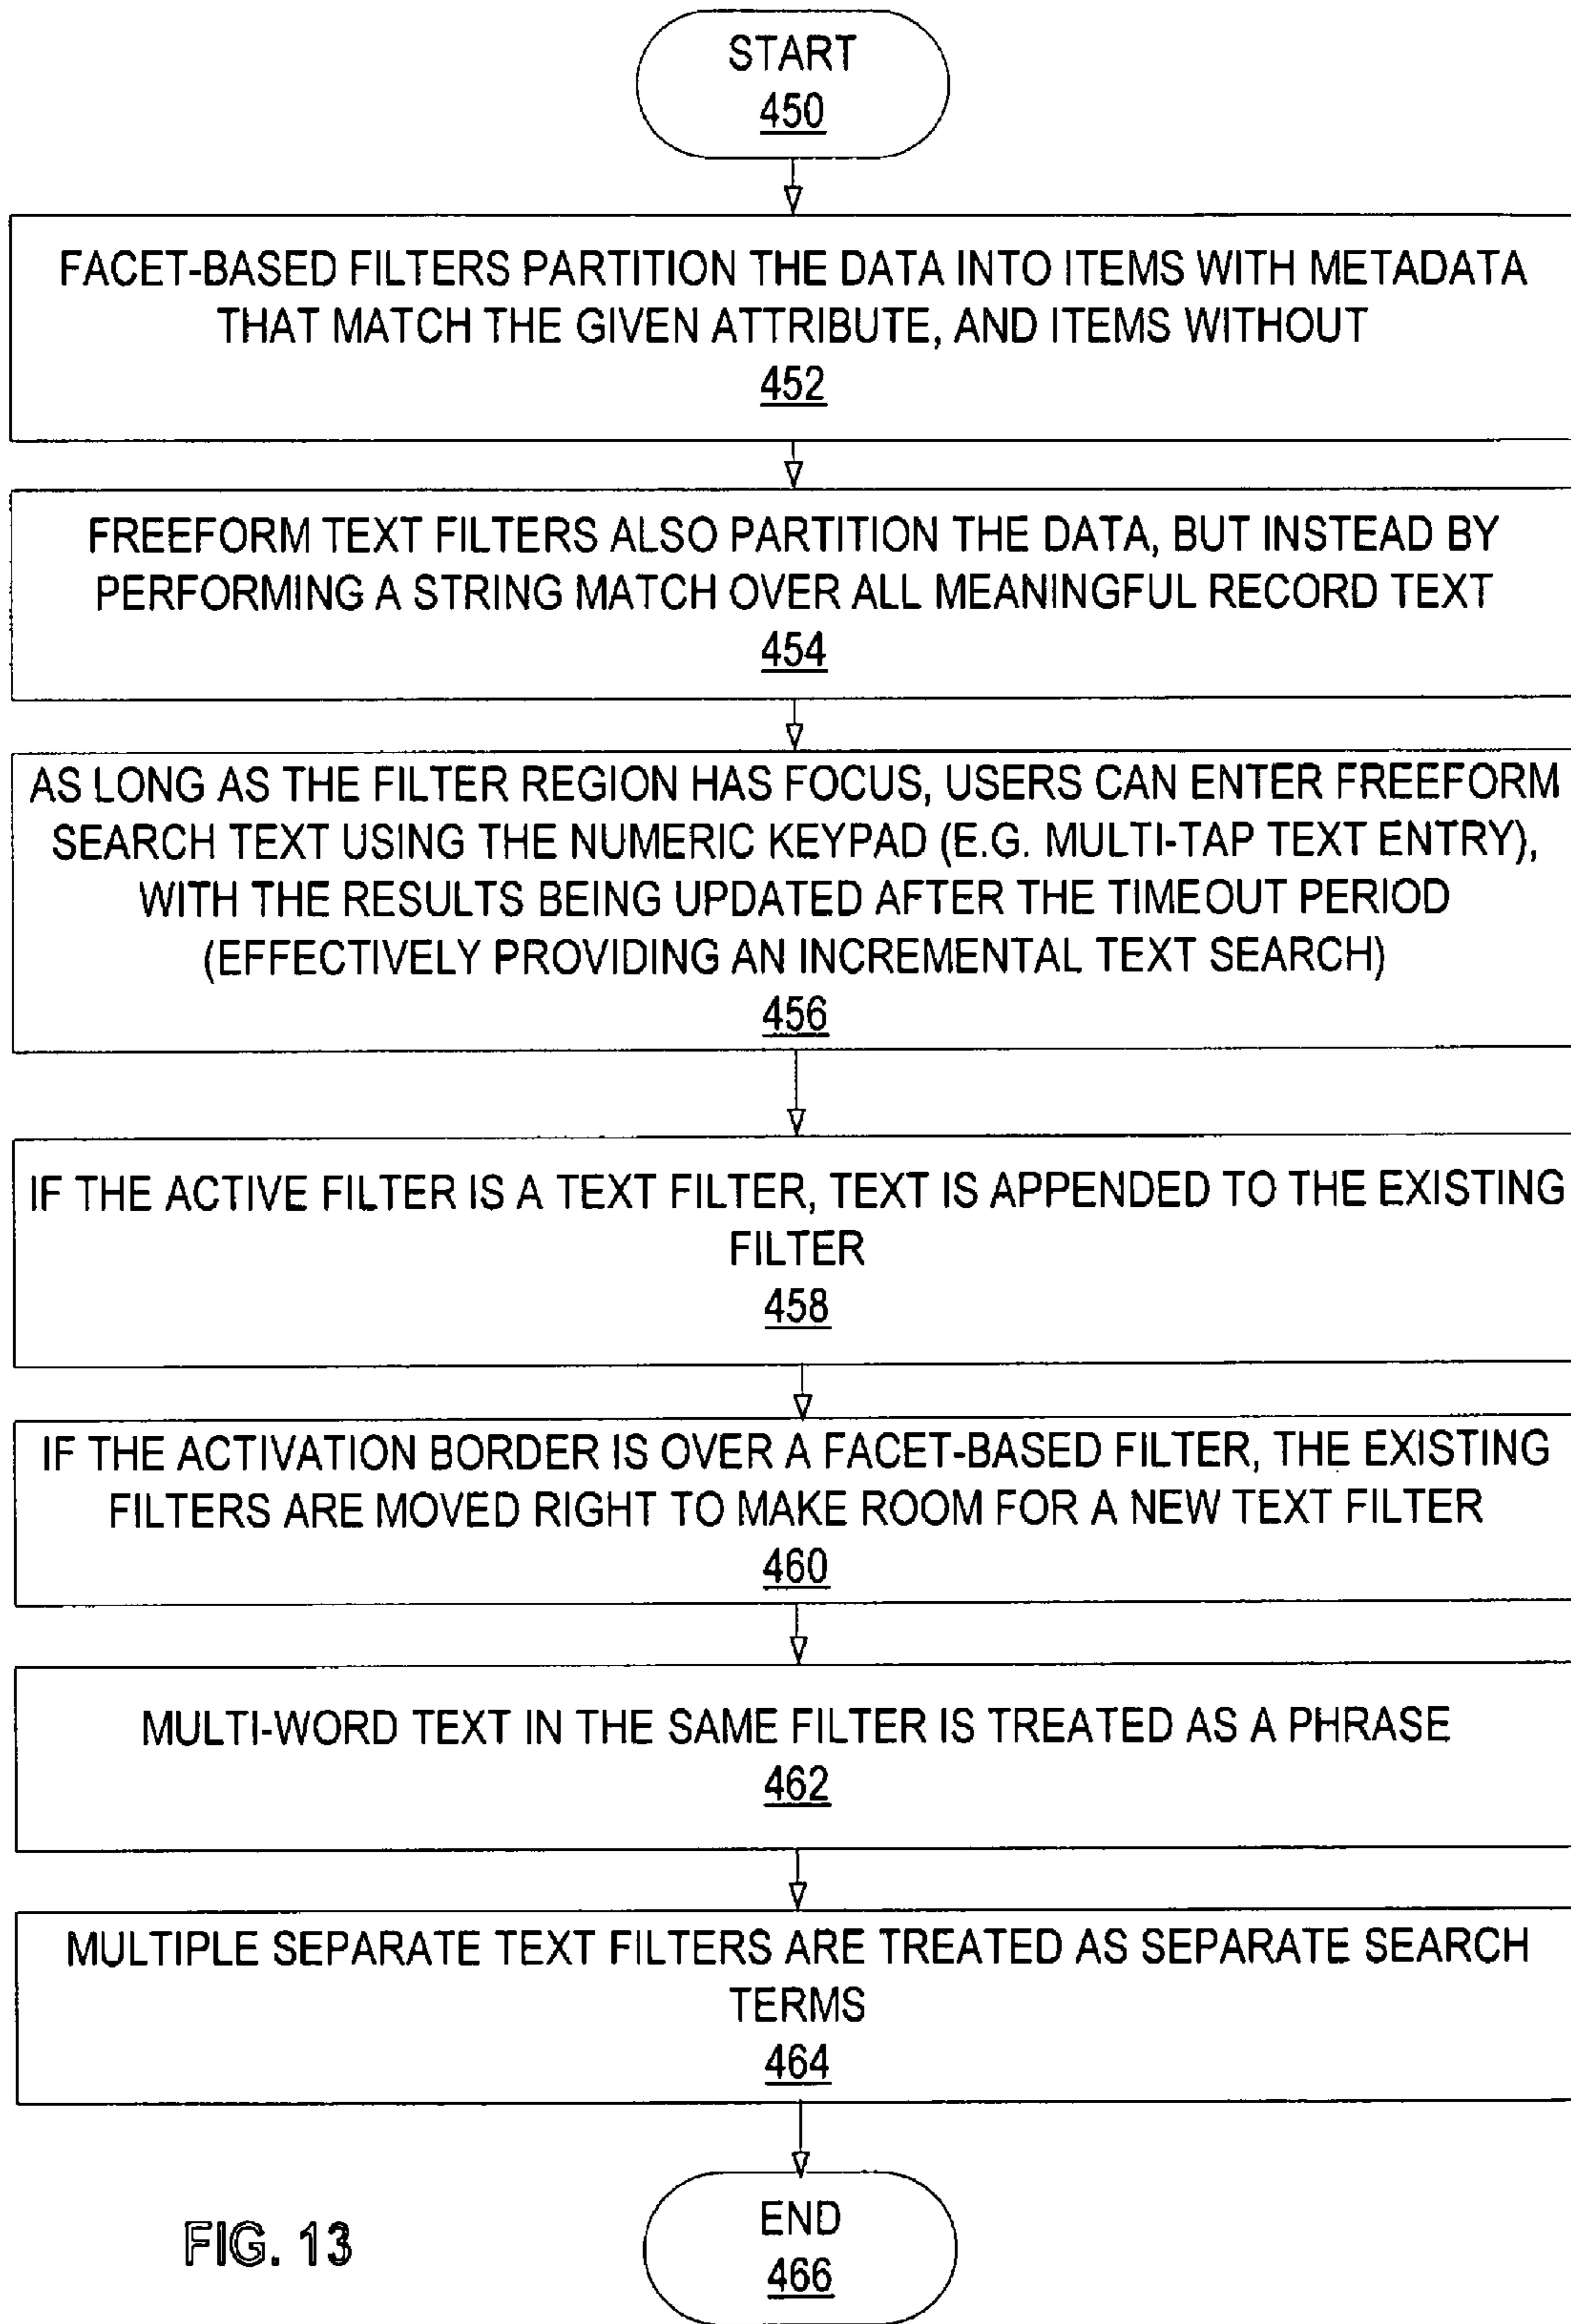 START
450
FACET-BASED FILTERS PARTITION THE DATA INTO ITEMS WITH METADATA
THAT MATCH THE GIVEN ATTRIBUTE, AND ITEMS WITHOUT
452
FREEFORM TEXT FILTERS ALSO PARTITION THE DATA, BUT INSTEAD BY
PERFORMING A STRING MATCH OVER ALL MEANINGFUL RECORD TEXT
454
AS LONG AS THE FILTER REGION HAS FOCUS, USERS CAN ENTER FREEFORM
SEARCH TEXT USING THE NUMERIC KEYPAD (E.G. MULTI-TAP TEXT ENTRY),
WITH THE RESULTS BEING UPDATED AFTER THE TIMEOUT PERIOD
(EFFECTIVELY PROVIDING AN INCREMENTAL TEXT SEARCH)
456
IF THE ACTIVE FILTER IS A TEXT FILTER, TEXT IS APPENDED TO THE EXISTING
FILTER
458
IF THE ACTIVATION BORDER IS OVER A FACET-BASED FILTER, THE EXISTING
FILTERS ARE MOVED RIGHT TO MAKE ROOM FOR A NEW TEXT FILTER
460
MULTI-WORD TEXT IN THE SAME FILTER IS TREATED AS A PHRASE
462
MULTIPLE SEPARATE TEXT FILTERS ARE TREATED AS SEPARATE SEARCH
TERMS
464
END
466
FIG. 13